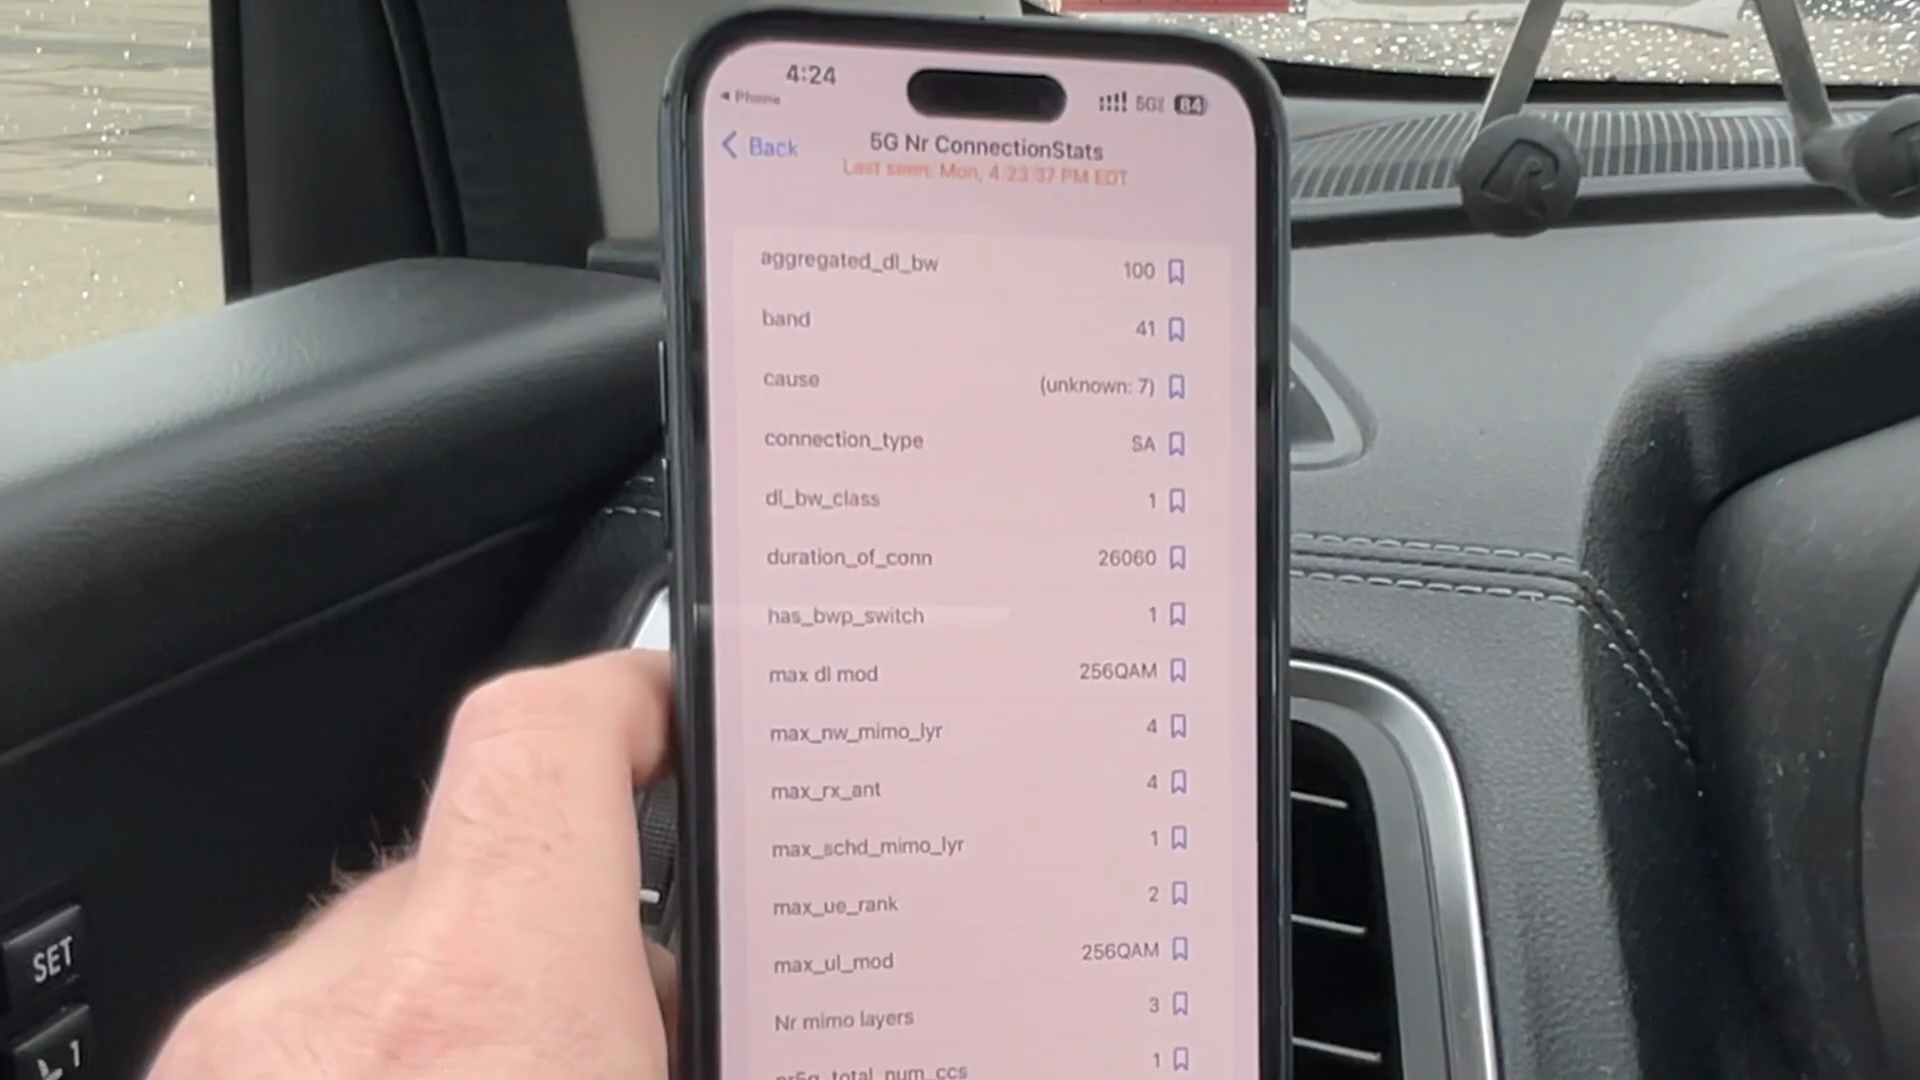 4:24
Phone
84
Back
5G Nr ConnectionStats
Last seen: Mon, 4:23:37 PM EDT
aggregated_dl_bw 100
band 41
cause (unknown: 7)
connection_type SA
dl_bw_class 1
duration_of_conn 26060
has_bwp_switch 1
max dl mod 256QAM
max_nw_mimo_lyr 4
max_rx_ant 4
max_schd_mimo_lyr 1
max_ue_rank 2
max_ul_mod 256QAM
Nr mimo layers 3
nr5g_total_num_ccs 1
SET
1